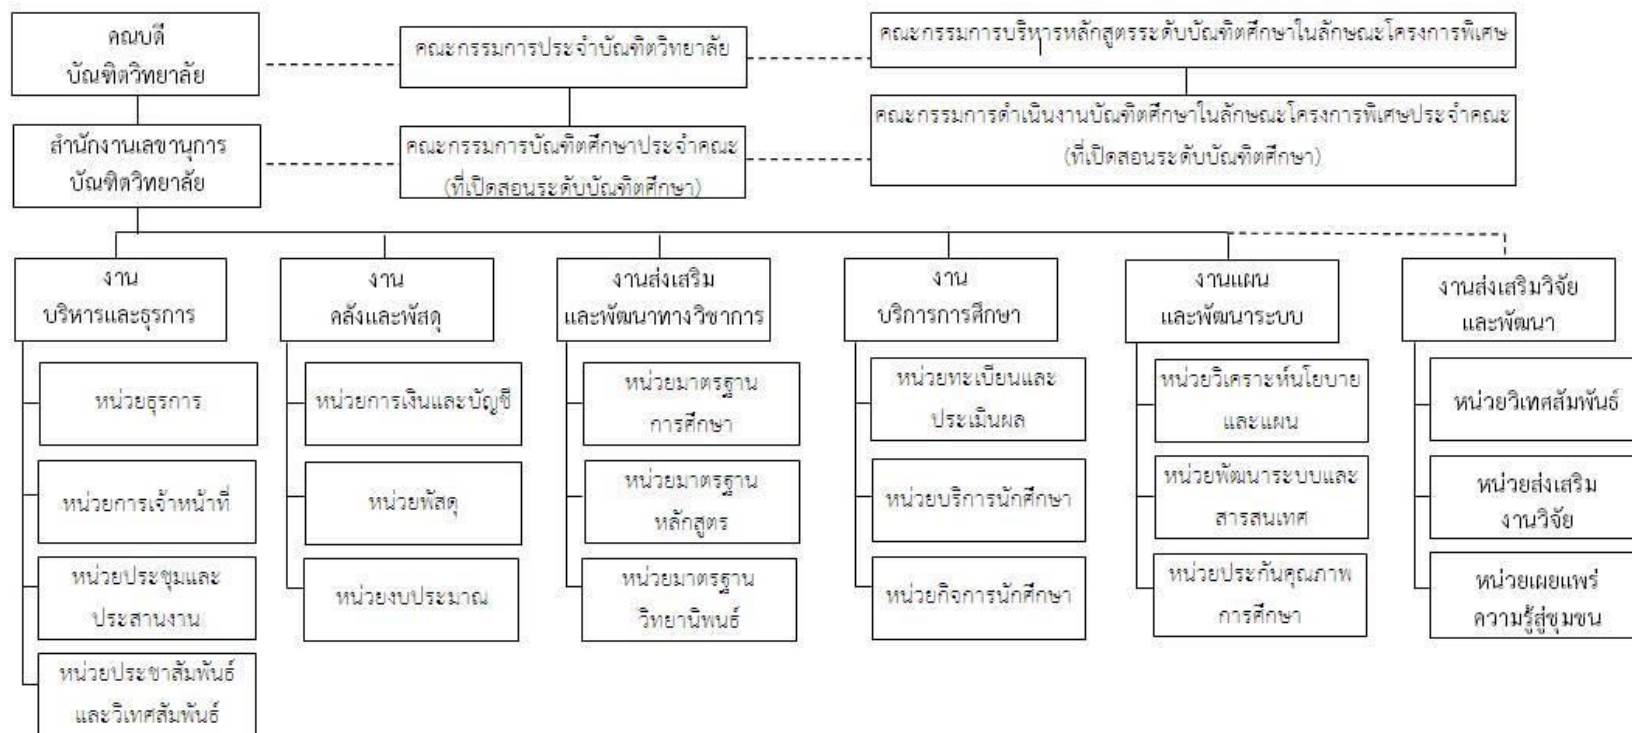 คณบดี
บัณฑิตวิทยาลัย
คณะกรรมการประจำบัณฑิตวิทยาลัย
คณะกรรมการบริหารหลักสูตรระดับบัณฑิตศึกษาในลักษณะโครงการพิเศษ
สำนักงานเลขานุการ
บัณฑิตวิทยาลัย
คณะกรรมการบัณฑิตศึกษาประจำคณะ
(ที่เปิดสอนระดับบัณฑิตศึกษา)
คณะกรรมการดำเนินงานบัณฑิตศึกษาในลักษณะโครงการพิเศษประจำคณะ
(ที่เปิดสอนระดับบัณฑิตศึกษา)
งาน
บริหารและธุรการ
หน่วยธุรการ
หน่วยการเจ้าหน้าที่
หน่วยประชุมและ
ประสานงาน
หน่วยประชาสัมพันธ์
และวิเทศสัมพันธ์
งาน
คลังและพัสดุ
หน่วยการเงินและบัญชี
หน่วยพัสดุ
หน่วยงบประมาณ
งานส่งเสริม
และพัฒนาทางวิชาการ
หน่วยมาตรฐาน
การศึกษา
หน่วยมาตรฐาน
หลักสูตร
หน่วยมาตรฐาน
วิทยานิพนธ์
งาน
บริการการศึกษา
หน่วยทะเบียนและ
ประเมินผล
หน่วยบริการนักศึกษา
หน่วยกิจการนักศึกษา
งานแผน
และพัฒนาระบบ
หน่วยวิเคราะห์นโยบาย
และแผน
หน่วยพัฒนาระบบและ
สารสนเทศ
หน่วยประกันคุณภาพ
การศึกษา
งานส่งเสริมวิจัย
และพัฒนา
หน่วยวิเทศสัมพันธ์
หน่วยส่งเสริม
งานวิจัย
หน่วยเผยแพร่
ความรู้สู่ชุมชน